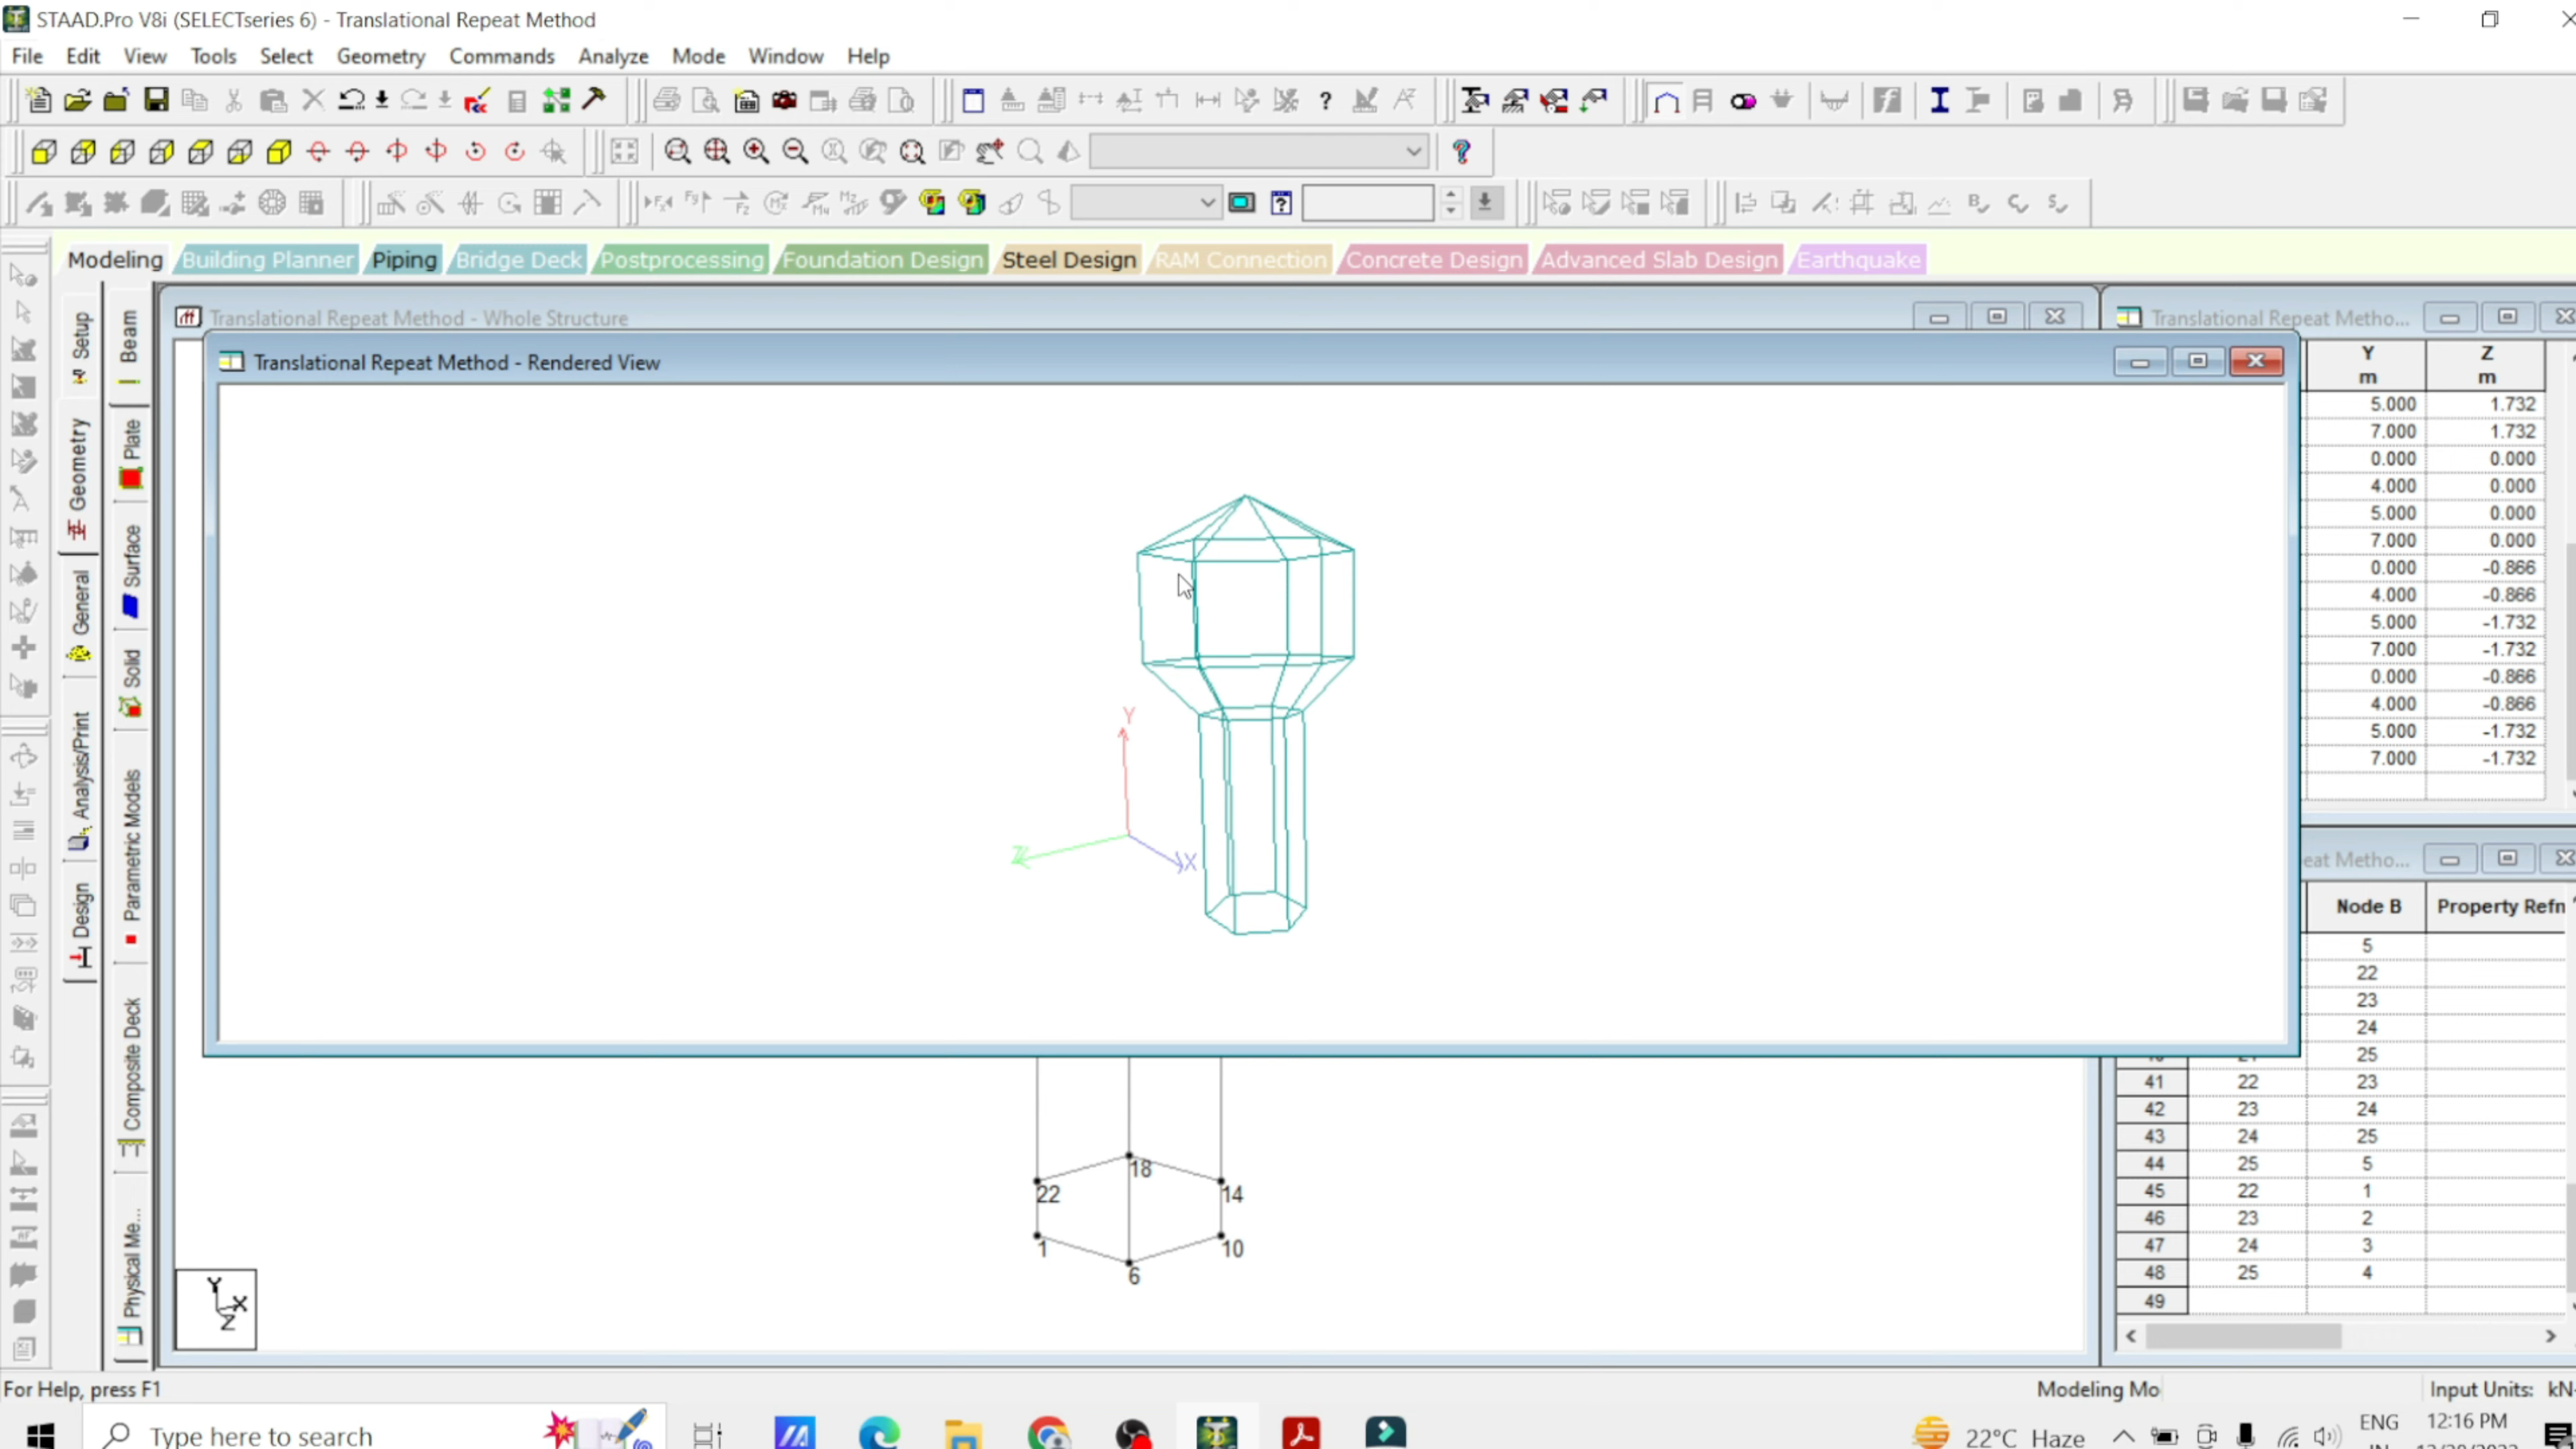 STAAD.Pro V8i (SELECTseries 6) - Translational Repeat Method
File Edit View Tools Select Geometry Commands Analyze Mode Window Help
Modeling Building Planner Piping Bridge Deck Postprocessing Foundation Design Steel Design RAM Connection Concrete Design Advanced Slab Design Earthquake
Setup
Geometry
General
Analysis/Print
Design
Beam
Plate
Surface
Solid
Parametric Models
Composite Deck
Physical Me...
Translational Repeat Method - Whole Structure
Translational Repeat Method - Rendered View
Y
Z
X
18
22
14
1
10
6
Y
X
Z
Translational Repeat Metho...
Y Z
m m
5.000 1.732
7.000 1.732
0.000 0.000
4.000 0.000
5.000 0.000
7.000 0.000
0.000 -0.866
4.000 -0.866
5.000 -1.732
7.000 -1.732
0.000 -0.866
4.000 -0.866
5.000 -1.732
7.000 -1.732
eat Metho...
Node B Property Refn
5
22
23
24
25
41 22 23
42 23 24
43 24 25
44 25 5
45 22 1
46 23 2
47 24 3
48 25 4
49
For Help, press F1
Modeling Mo
Input Units: kN-
Type here to search
22°C Haze
ENG
12:16 PM